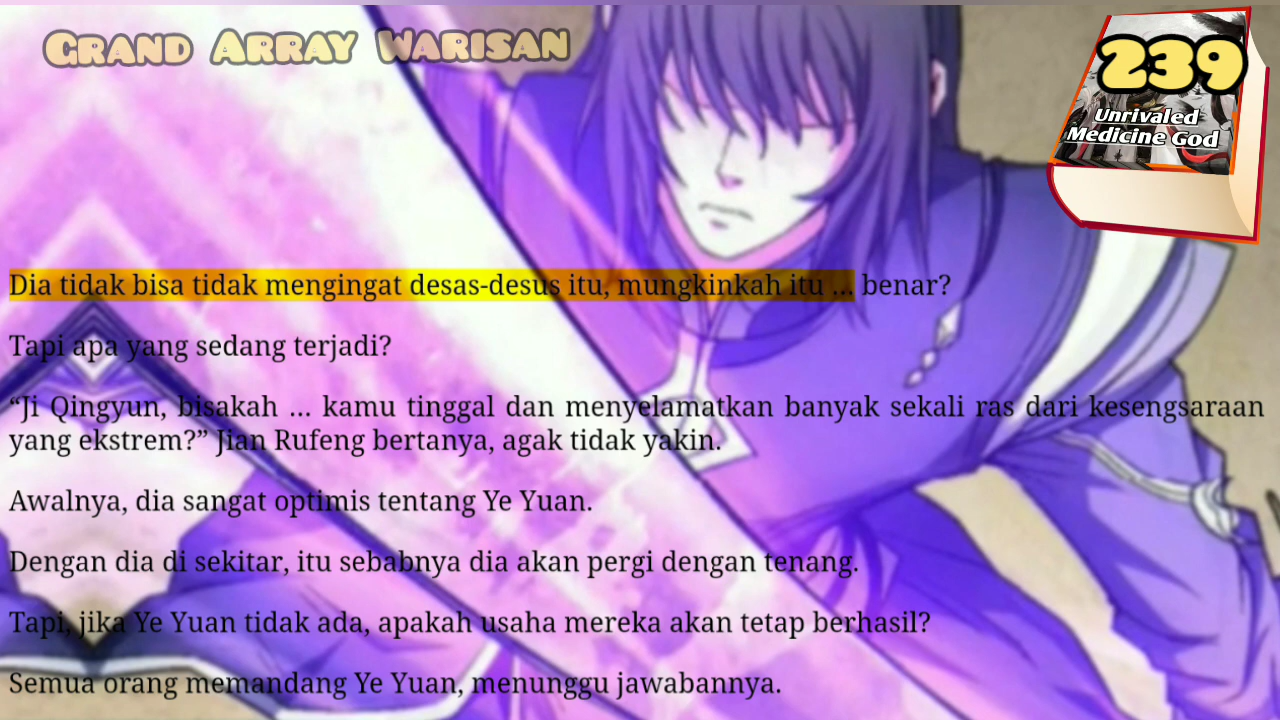 Grand Array Warisan
239
Unrivaled
Medicine God
Dia tidak bisa tidak mengingat desas-desus itu, mungkinkah itu ... benar?
Tapi apa yang sedang terjadi?
“Ji Qingyun, bisakah ... kamu tinggal dan menyelamatkan banyak sekali ras dari kesengsaraan
yang ekstrem?” Jian Rufeng bertanya, agak tidak yakin.
Awalnya, dia sangat optimis tentang Ye Yuan.
Dengan dia di sekitar, itu sebabnya dia akan pergi dengan tenang.
Tapi, jika Ye Yuan tidak ada, apakah usaha mereka akan tetap berhasil?
Semua orang memandang Ye Yuan, menunggu jawabannya.